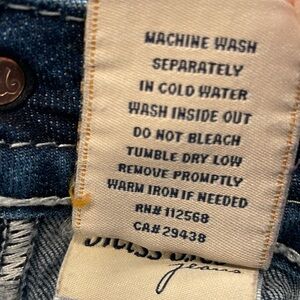 MACHINE WASH
SEPARATELY
IN COLD WATER
WASH INSIDE OUT
DO NOT BLEACH
TUMBLE DRY LOW
REMOVE PROMPTLY
WARM IRON IF NEEDED
RN# 112568
CA# 29438
jeans